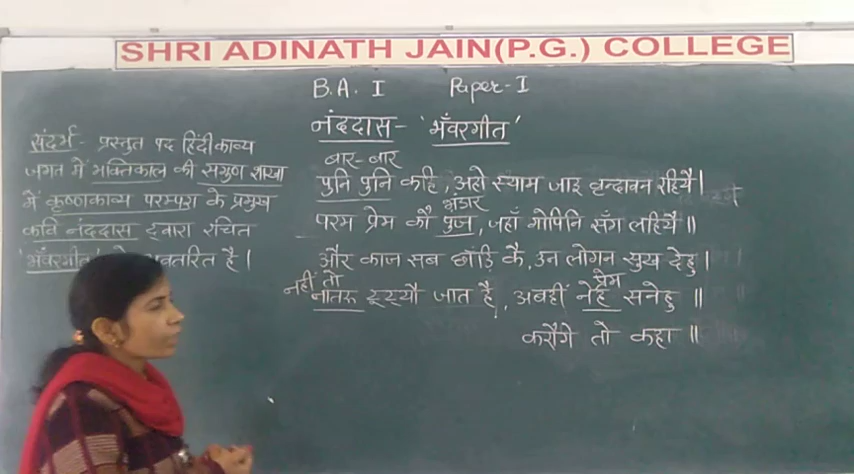 SHRI ADINATH JAIN(P.G.) COLLEGE
B.A. I Paper-I
नंददास- 'भँवरगीत'
संदर्भ- प्रस्तुत पद हिंदी काव्य
जगत में भक्तिकाल की सगुण शाखा
में कृष्णकाव्य परम्परा के प्रमुख
कवि नंददास द्वारा रचित
'भँवरगीत' अवतरित है।
बार-बार
पुनि पुनि कहि, अहो स्याम जाइ वृन्दावन रहियै।
भंडार
परम प्रेम कौ पुंज, जहाँ गोपिनि सँग लहियै॥
और काज सब छाँड़ि कै, उन लोगन सुख देहु।
नहीं तो प्रेम
नातरु टूट्यौ जात है, अबहीं नेह सनेहु॥
करौगे तो कहा॥